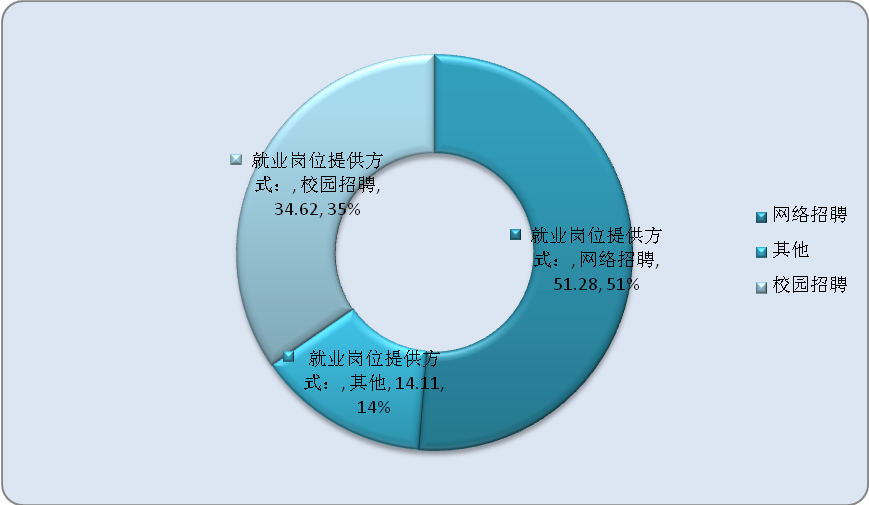 就业岗位提供方
式：, 校园招聘,
34.62, 35%
就业岗位提供方
式：, 网络招聘,
51.28, 51%
就业岗位提供方
式：, 其他, 14.11,
14%
网络招聘
其他
校园招聘